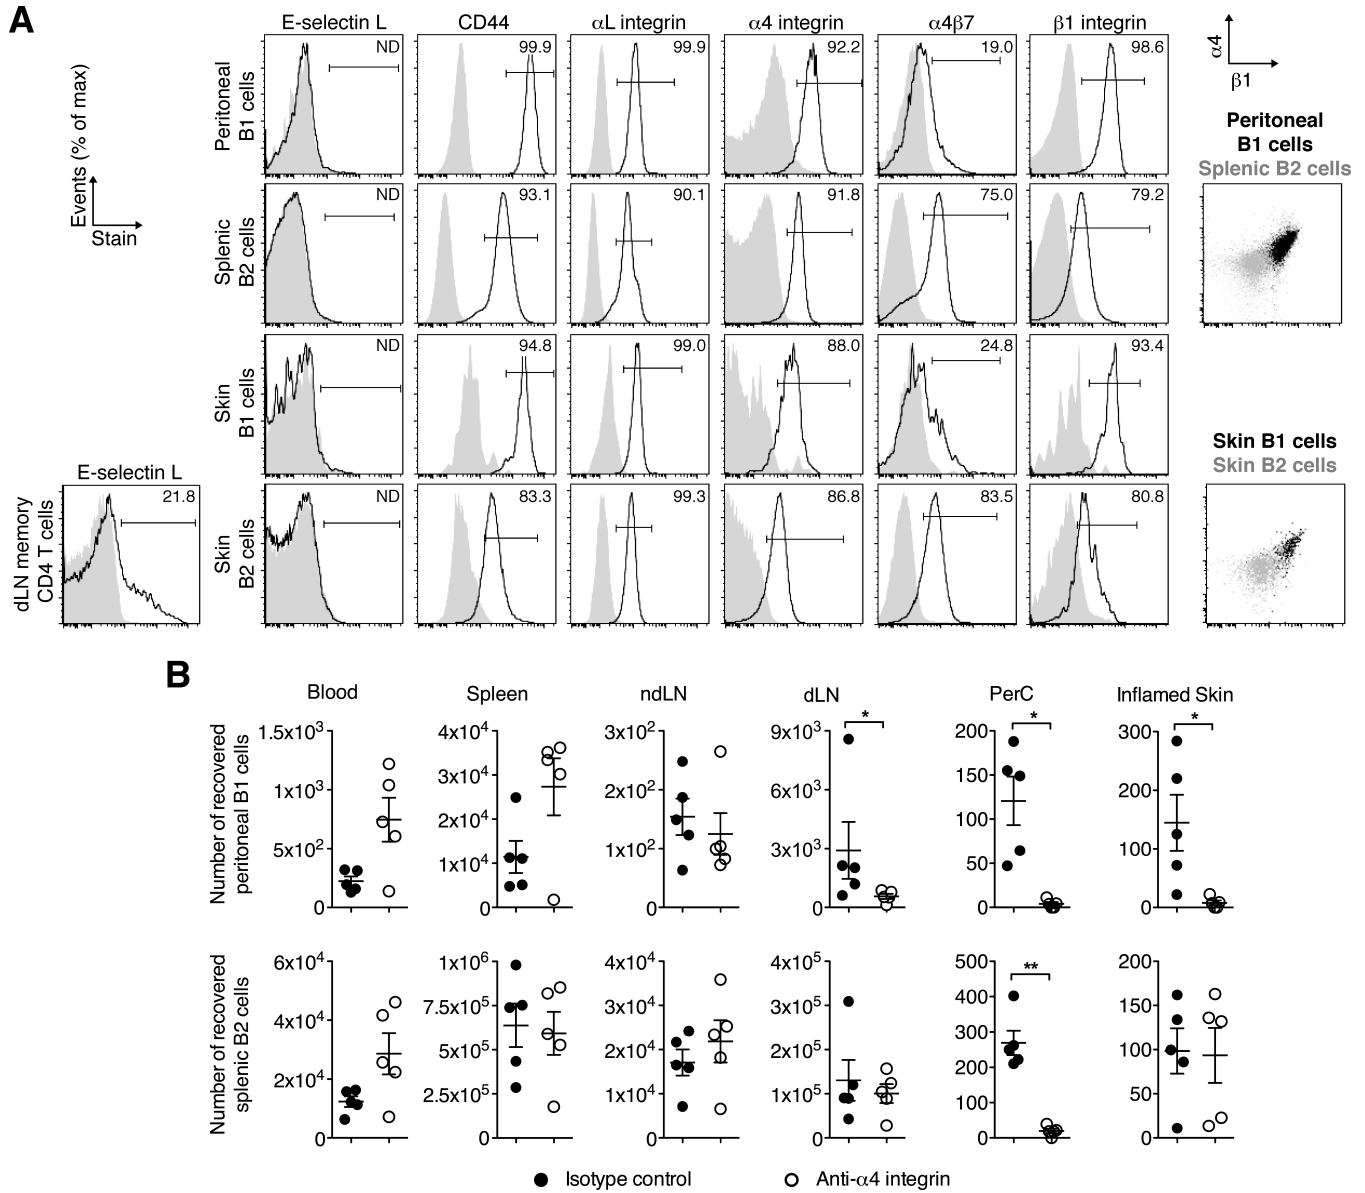 A
E-selectin L CD44 αL integrin α4 integrin α4β7 β1 integrin
Events (% of max)
Stain
Peritoneal
B1 cells
ND 99.9 99.9 92.2 19.0 98.6
Splenic
B2 cells
ND 93.1 90.1 91.8 75.0 79.2
Skin
B1 cells
ND 94.8 99.0 88.0 24.8 93.4
Skin
B2 cells
ND 83.3 99.3 86.8 83.5 80.8
E-selectin L
dLN memory
CD4 T cells
21.8
α4
β1
Peritoneal
B1 cells
Splenic B2 cells
Skin B1 cells
Skin B2 cells
B
Blood Spleen ndLN dLN PerC Inflamed Skin
Number of recovered
peritoneal B1 cells
1.5x10³
1x10³
5x10²
0
4x10⁴
3x10⁴
2x10⁴
1x10⁴
0
3x10²
2x10²
1x10²
0
9x10³
6x10³
3x10³
0
*
200
150
100
50
0
*
300
200
100
0
*
Number of recovered
splenic B2 cells
6x10⁴
4x10⁴
2x10⁴
0
1x10⁶
7.5x10⁵
5x10⁵
2.5x10⁵
0
4x10⁴
3x10⁴
2x10⁴
1x10⁴
0
4x10⁵
3x10⁵
2x10⁵
1x10⁵
0
500
400
300
200
100
0
**
200
150
100
50
0
Isotype control Anti-α4 integrin